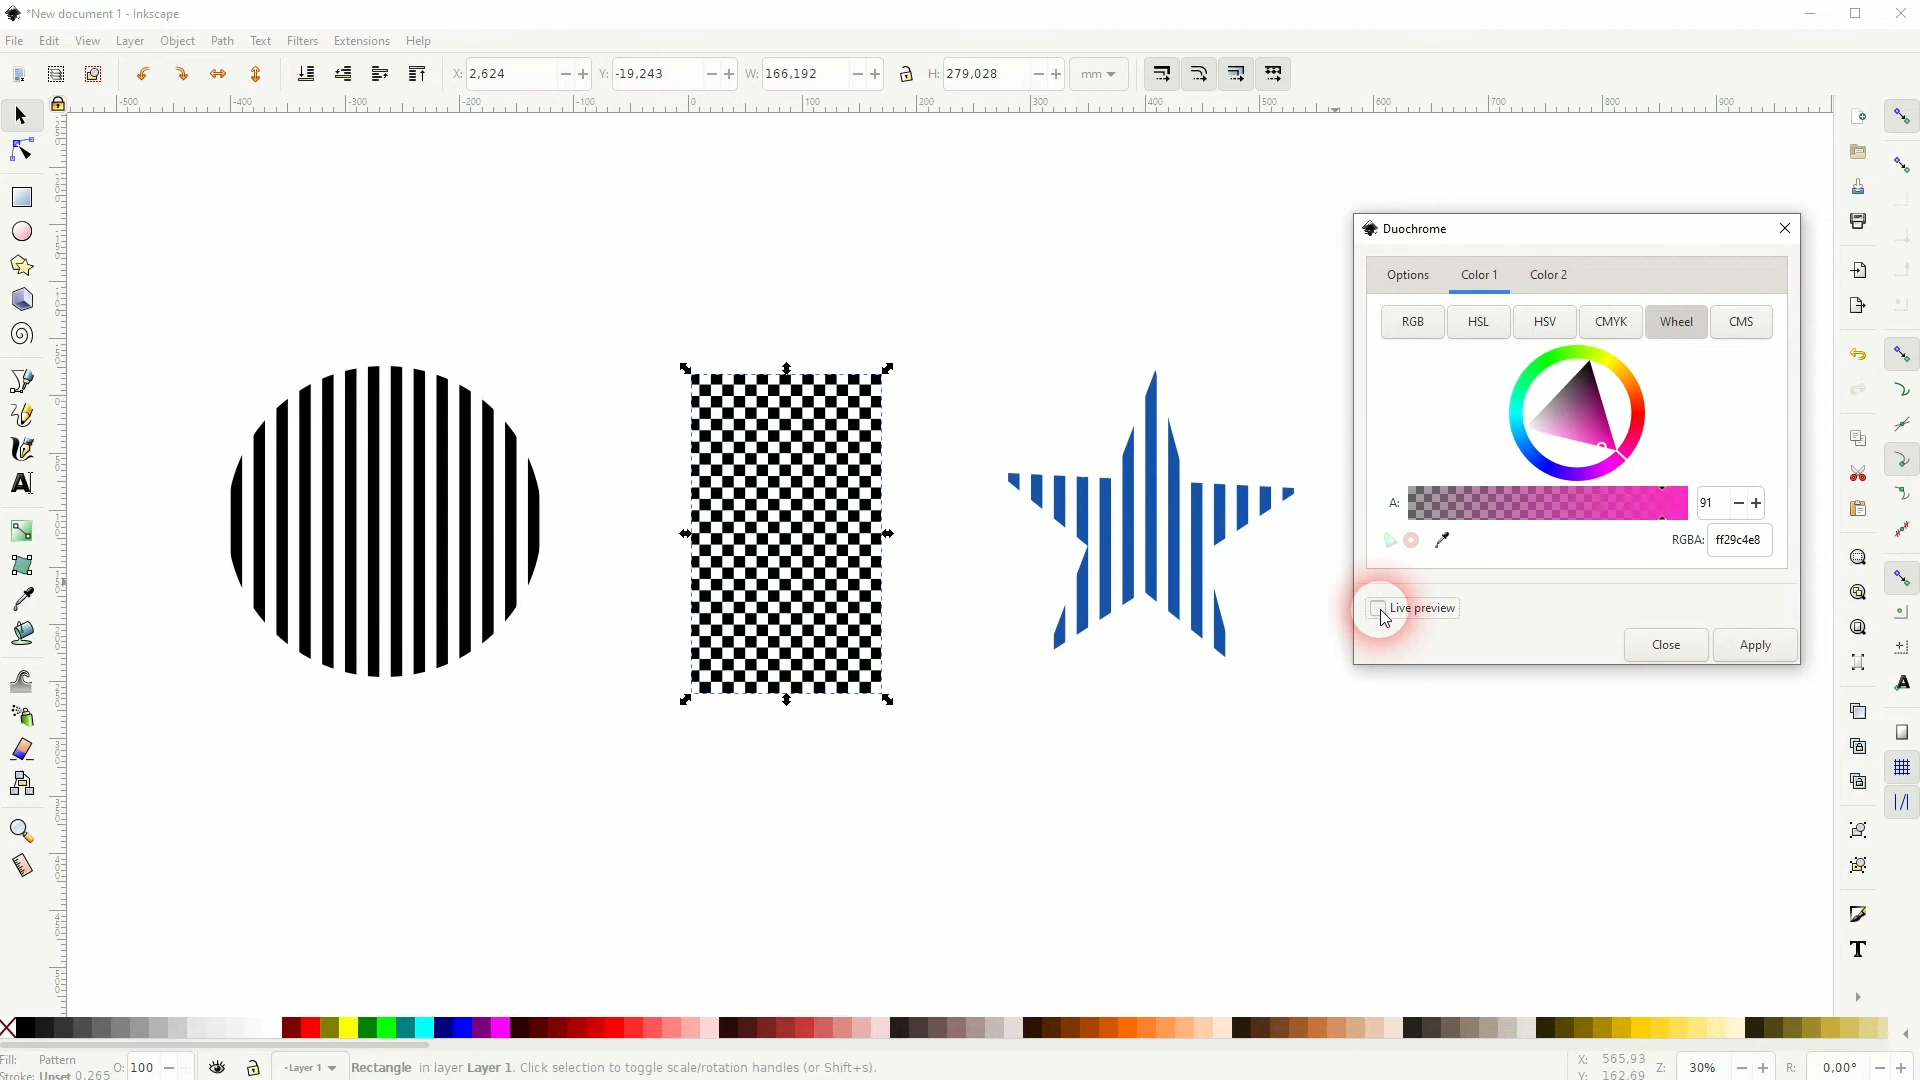 *New document 1 - Inkscape
File Edit View Layer Object Path Text Filters Extensions Help
X: 2,624 Y: -19,243 W: 166,192 H: 279,028 mm
-500 -400 -300 -200 -100 0 100 200 300 400 500 600 700 800 900
Duochrome
Options Color 1 Color 2
RGB HSL HSV CMYK Wheel CMS
A: 91
RGBA: ff29c4e8
Live preview
Close Apply
Fill: Pattern
Stroke: Unset 0,265 O: 100
-Layer 1
Rectangle in layer Layer 1. Click selection to toggle scale/rotation handles (or Shift+s).
X: 565,93
Y: 162,69
Z: 30% R: 0,00°